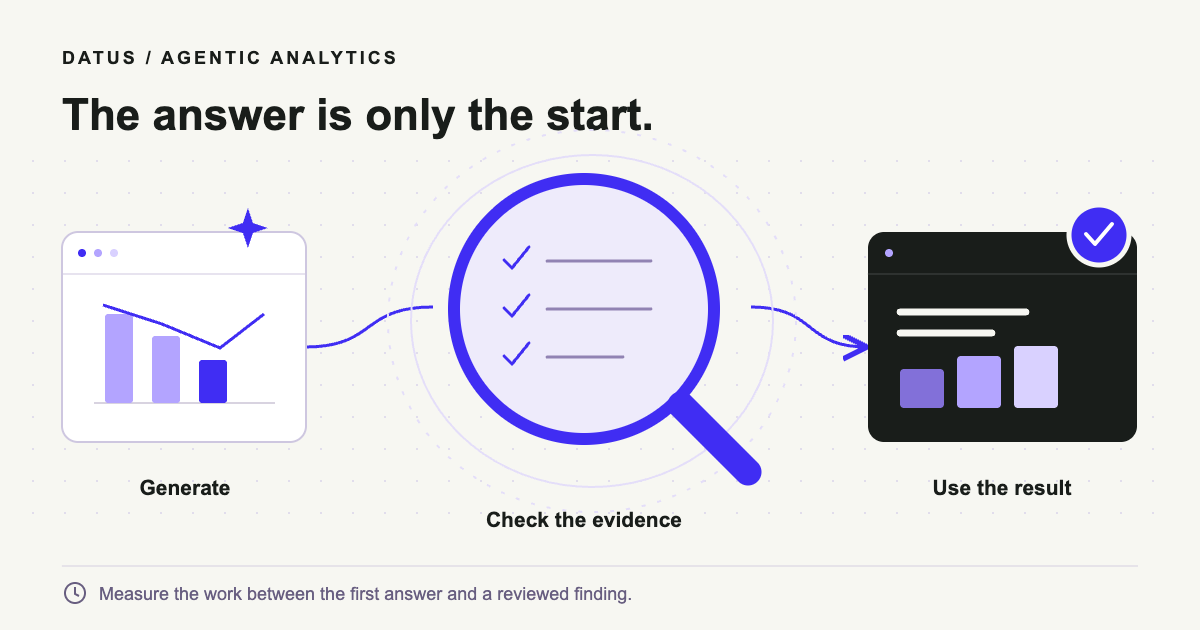 DATUS / AGENTIC ANALYTICS
The answer is only the start.
Generate
Check the evidence
Use the result
Measure the work between the first answer and a reviewed finding.